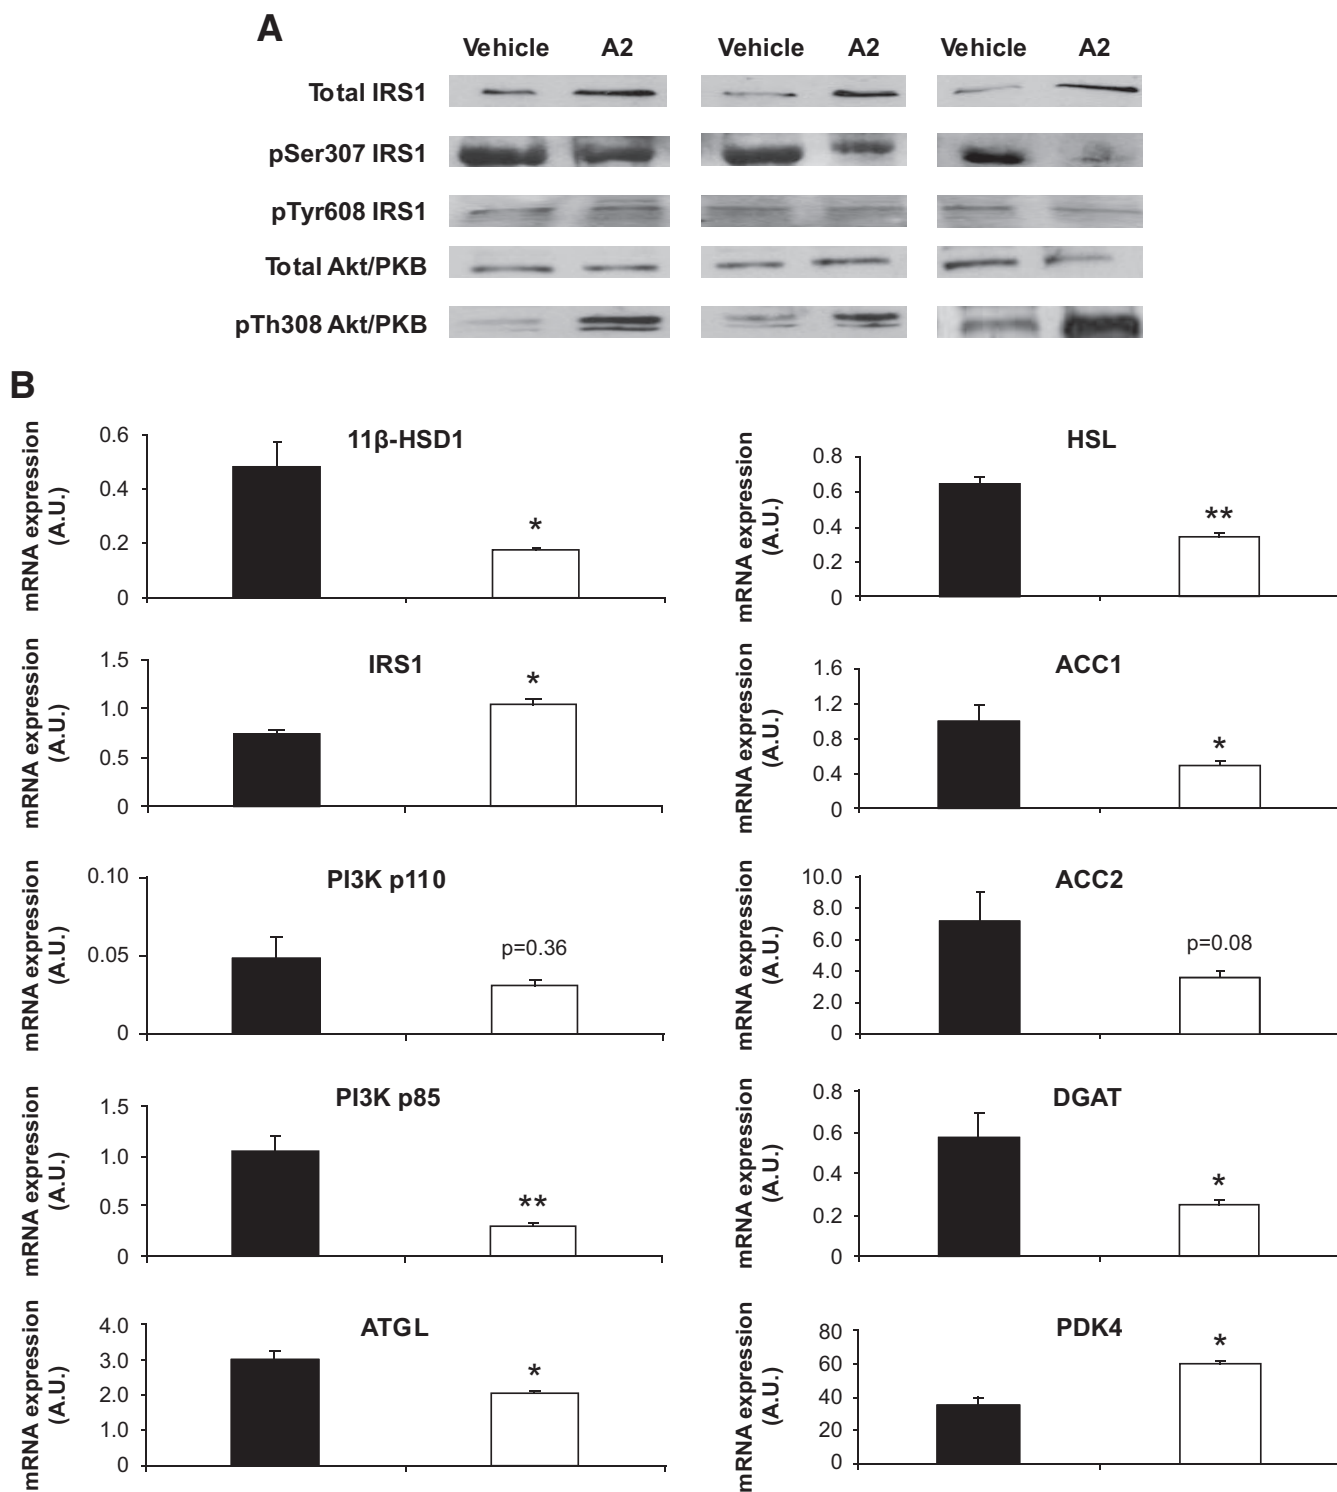 A
Vehicle A2 Vehicle A2 Vehicle A2
Total IRS1
pSer307 IRS1
pTyr608 IRS1
Total Akt/PKB
pTh308 Akt/PKB
B
11β-HSD1
mRNA expression
(A.U.)
0.6
0.4
0.2
0
*
HSL
mRNA expression
(A.U.)
0.8
0.6
0.4
0.2
0
**
IRS1
mRNA expression
(A.U.)
1.5
1.0
0.5
0
*
ACC1
mRNA expression
(A.U.)
1.6
1.2
0.8
0.4
0
*
PI3K p110
mRNA expression
(A.U.)
0.10
0.05
0
p=0.36
ACC2
mRNA expression
(A.U.)
10.0
8.0
6.0
4.0
2.0
0
p=0.08
PI3K p85
mRNA expression
(A.U.)
1.5
1.0
0.5
0
**
DGAT
mRNA expression
(A.U.)
0.8
0.6
0.4
0.2
0
*
ATGL
mRNA expression
(A.U.)
4.0
3.0
2.0
1.0
0
*
PDK4
mRNA expression
(A.U.)
80
60
40
20
0
*